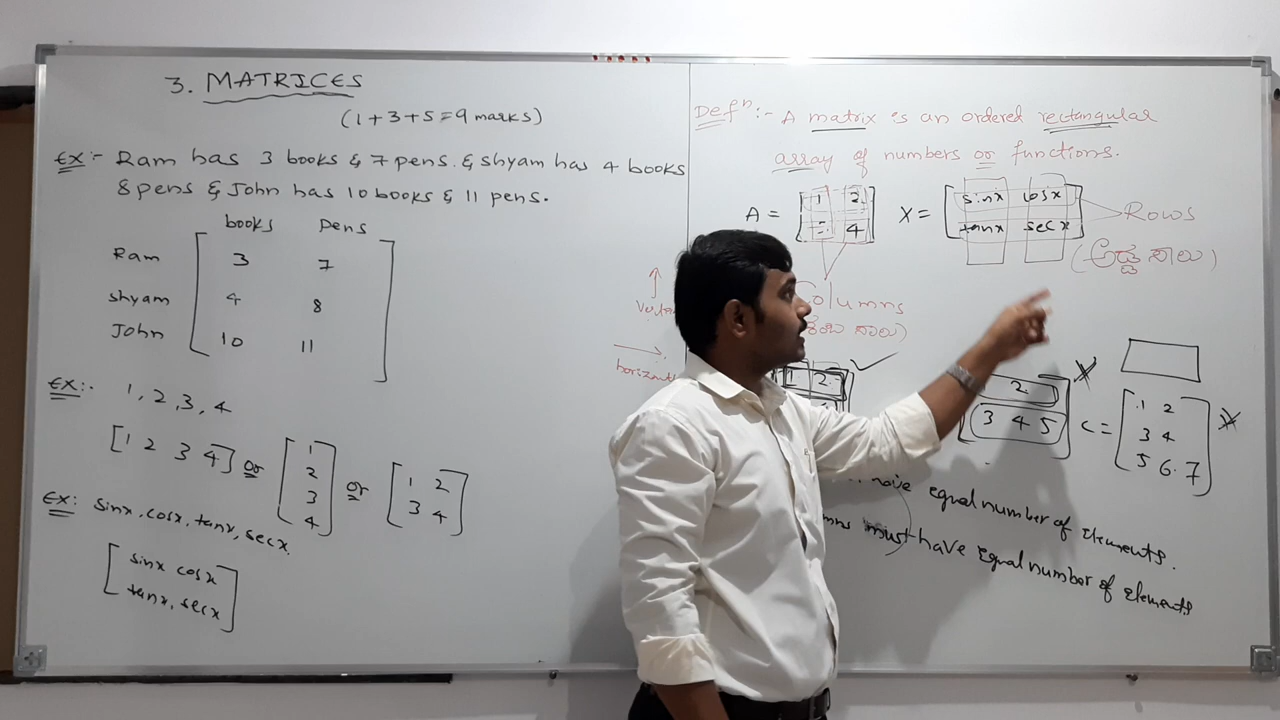 3. MATRICES
(1+3+5=9 marks)
Ex:- Ram has 3 books & 7 pens. & shyam has 4 books
8 pens & John has 10 books & 11 pens.
books pens
Ram 3 7
shyam 4 8
John 10 11
Ex:- 1, 2, 3, 4
[1 2 3 4] or [1 2 3 4] or [1 2
3 4]
Ex: sinx, cosx, tanx, secx.
[sinx cosx
tanx, secx]
Defn:- A matrix is an ordered rectangular
array of numbers or functions.
A = [1 2 X = [sinx cosx
4] tanx secx]
Rows
(ಅಡ್ಡ ಸಾಲು)
Columns
ಸಾಲು)
horizont
1 2
2
3 4 5
C = [1 2
3 4
5 6. 7]
have equal number of elements.
must have equal number of elements